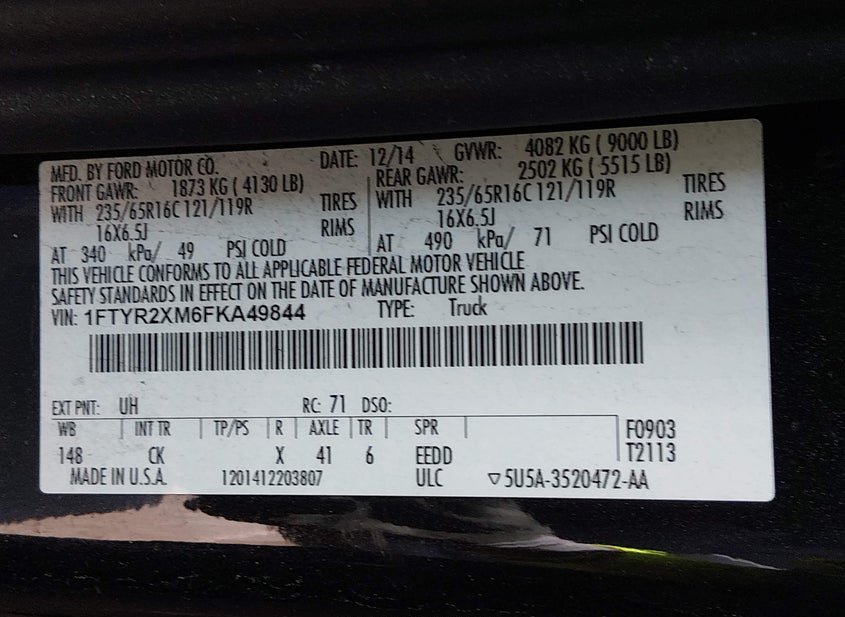 MFD. BY FORD MOTOR CO. DATE: 12/14 GVWR: 4082 KG ( 9000 LB)
FRONT GAWR: 1873 KG ( 4130 LB) REAR GAWR: 2502 KG ( 5515 LB)
WITH 235/65R16C 121/119R TIRES WITH 235/65R16C 121/119R TIRES
16X6.5J RIMS 16X6.5J RIMS
AT 340 kPa/ 49 PSI COLD AT 490 kPa/ 71 PSI COLD
THIS VEHICLE CONFORMS TO ALL APPLICABLE FEDERAL MOTOR VEHICLE
SAFETY STANDARDS IN EFFECT ON THE DATE OF MANUFACTURE SHOWN ABOVE.
VIN: 1FTYR2XM6FKA49844 TYPE: Truck
EXT PNT: UH RC: 71 DSO:
WB INT TR TP/PS R AXLE TR SPR F0903
148 CK X 41 6 EEDD T2113
MADE IN U.S.A. 1201412203807 ULC ▽5U5A-3520472-AA